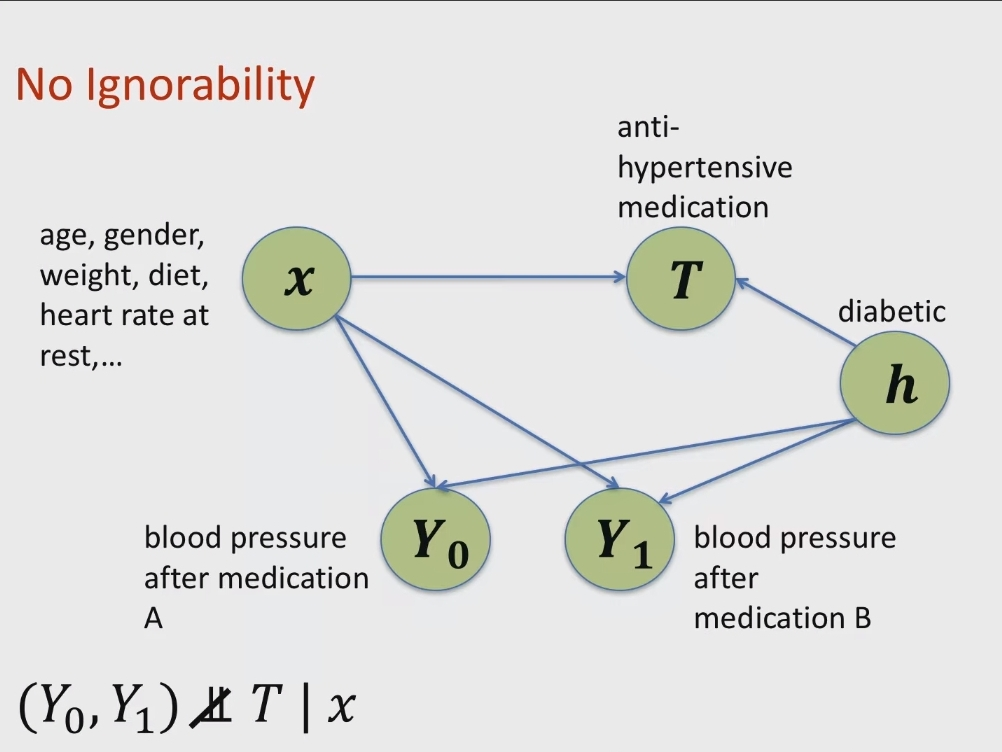 No Ignorability
anti-
hypertensive
medication
age, gender,
weight, diet,
heart rate at
rest,...
x
T
diabetic
h
Y₀
Y₁
blood pressure
after medication
A
blood pressure
after
medication B
(Y₀, Y₁) ⫫̸ T | x